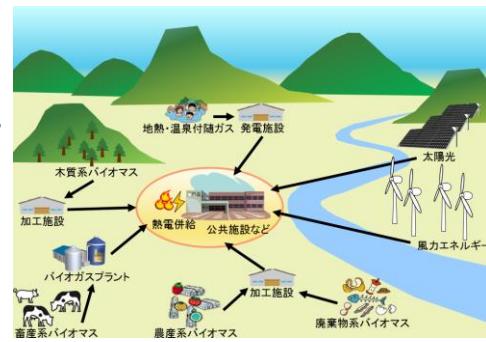 地熱・温泉付随ガス
発電施設
太陽光
木質系バイオマス
加工施設
熱電併給
公共施設など
風力エネルギー
バイオガスプラント
加工施設
畜産系バイオマス
農産系バイオマス
廃棄物系バイオマス